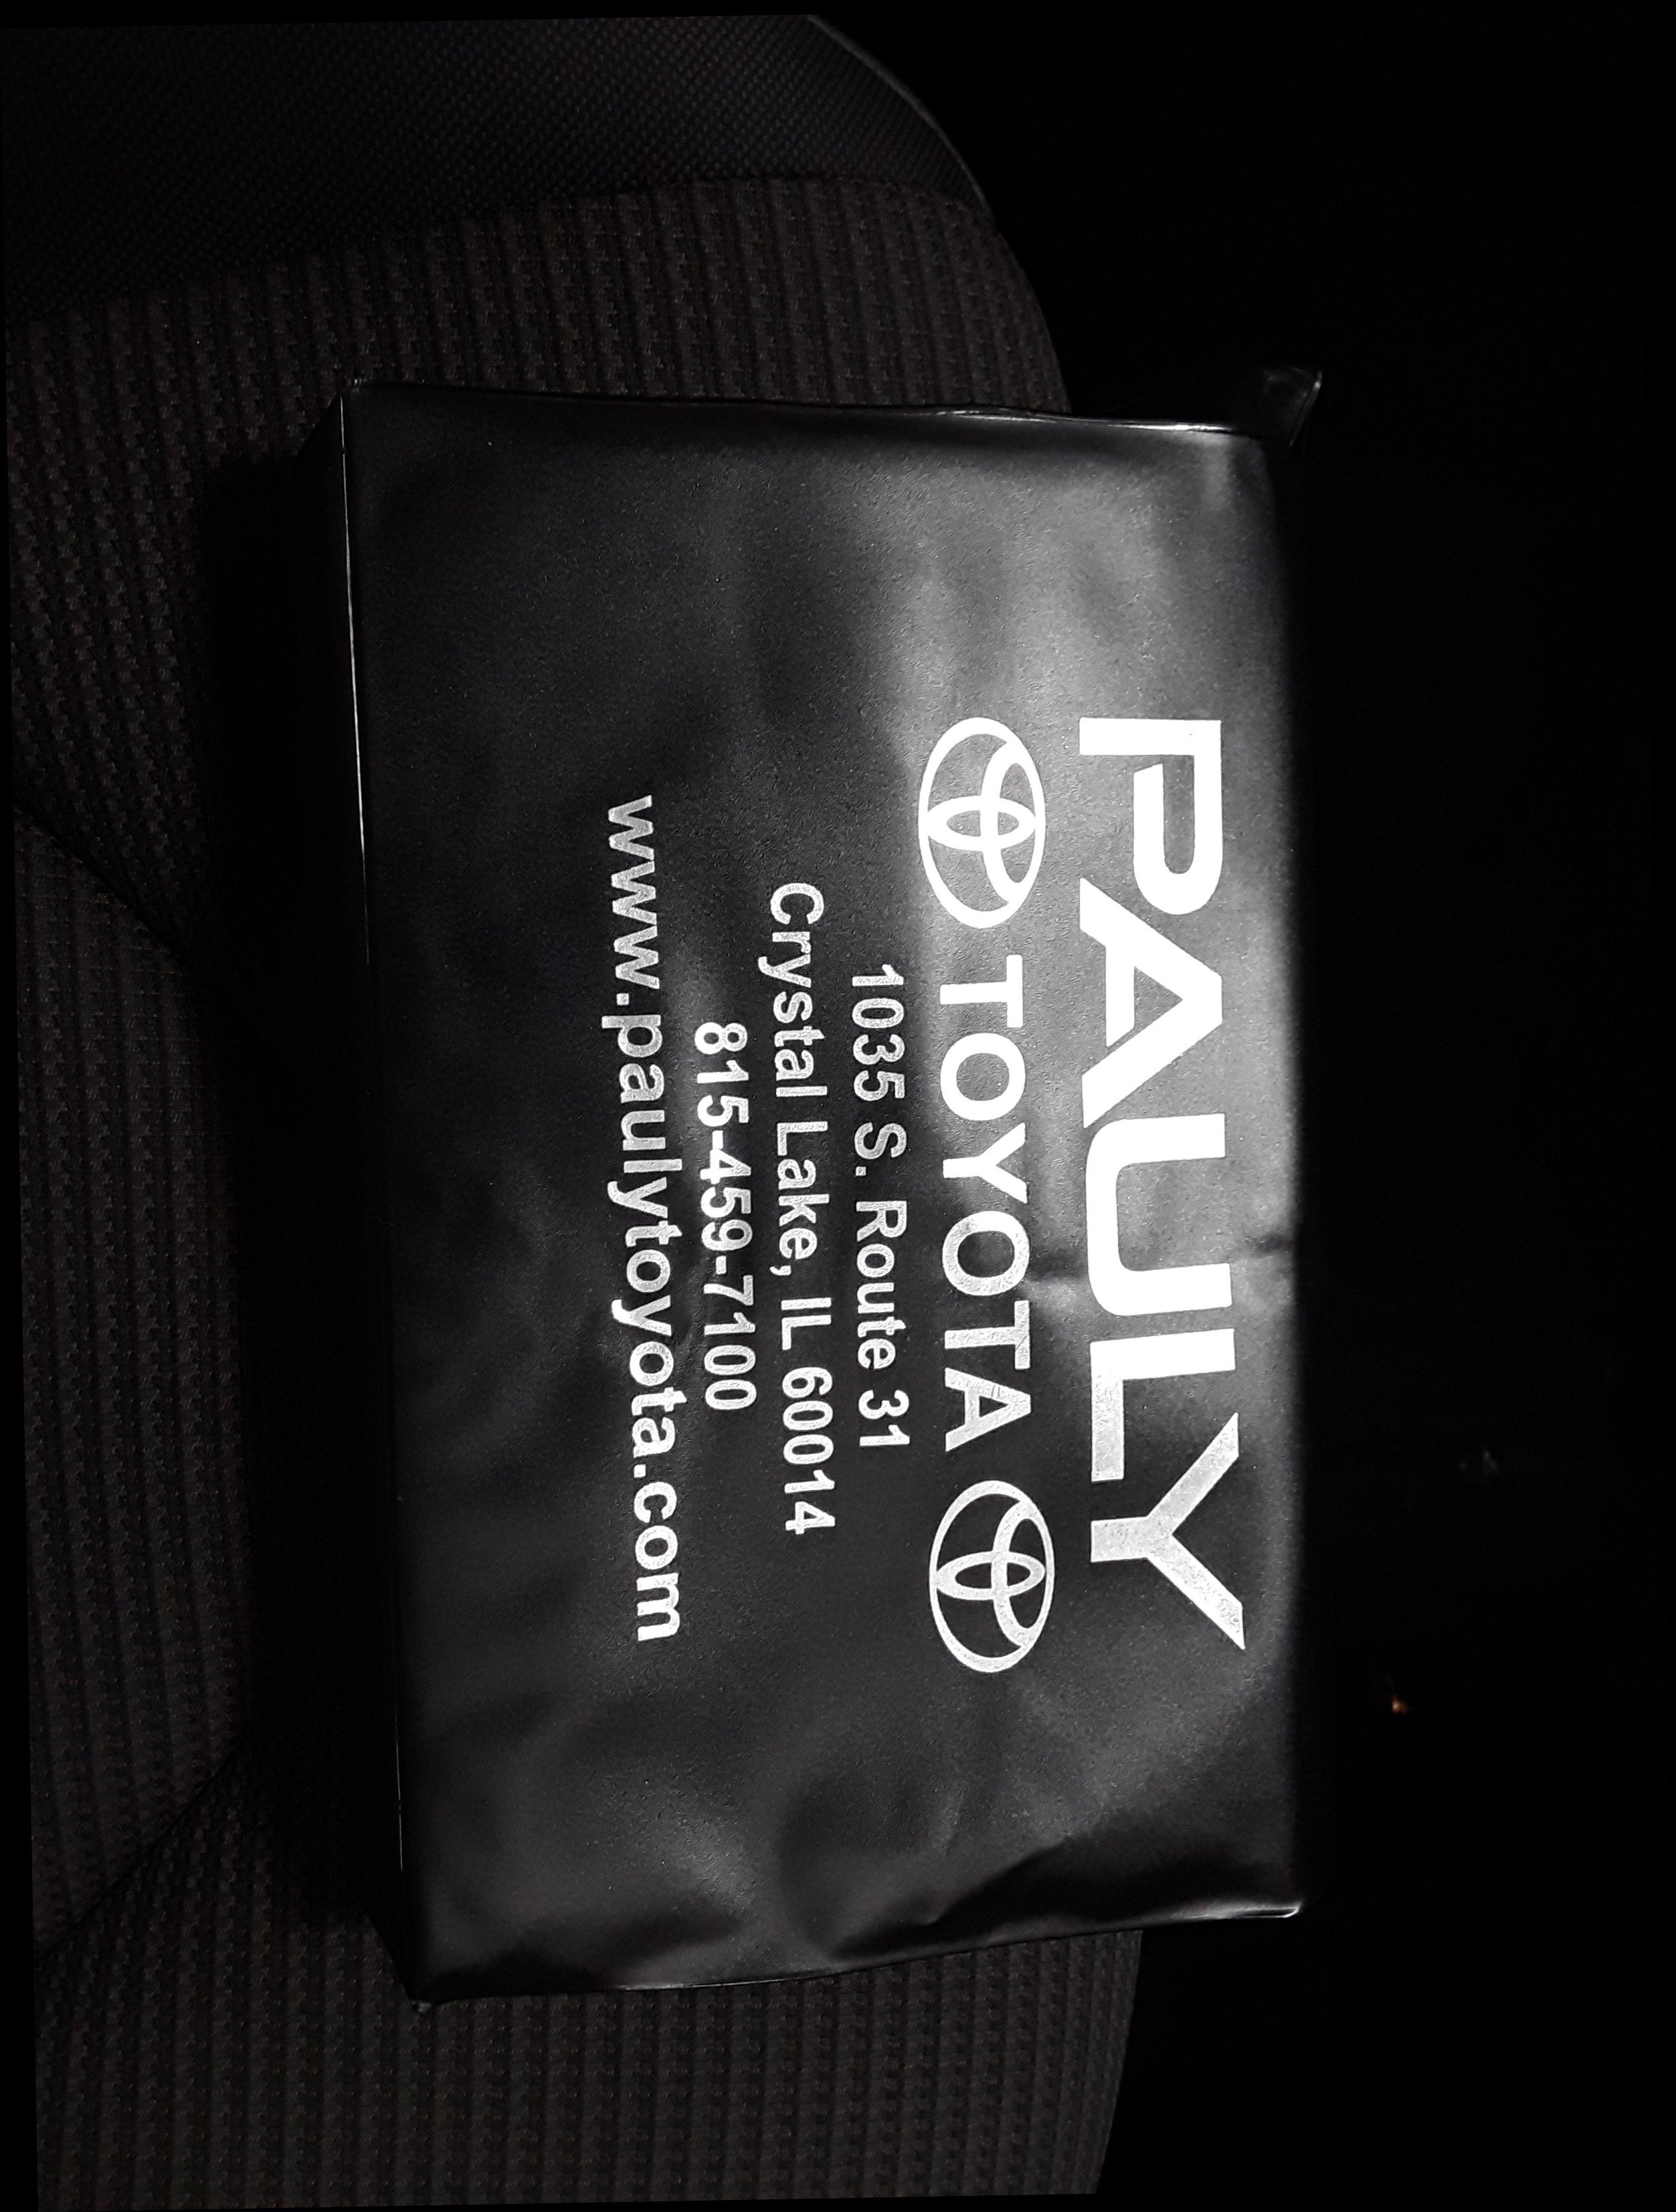 PAULY
TOYOTA
1035 S. Route 31
Crystal Lake, IL 60014
815-459-7100
www.paulytoyota.com